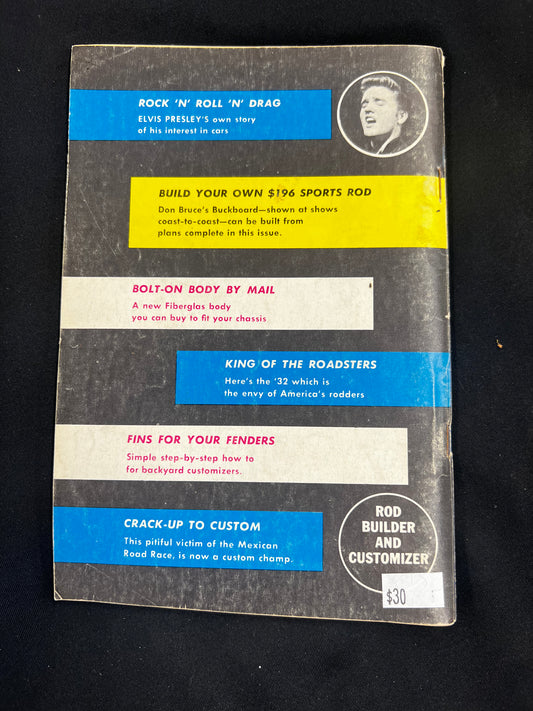 ROCK 'N' ROLL 'N' DRAG
ELVIS PRESLEY'S own story
of his interest in cars
BUILD YOUR OWN $196 SPORTS ROD
Don Bruce's Buckboard—shown at shows
coast-to-coast—can be built from
plans complete in this issue.
BOLT-ON BODY BY MAIL
A new Fiberglas body
you can buy to fit your chassis
KING OF THE ROADSTERS
Here's the '32 which is
the envy of America's rodders
FINS FOR YOUR FENDERS
Simple step-by-step how to
for backyard customizers.
CRACK-UP TO CUSTOM
This pitiful victim of the Mexican
Road Race, is now a custom champ.
ROD
BUILDER
AND
CUSTOMIZER
$30